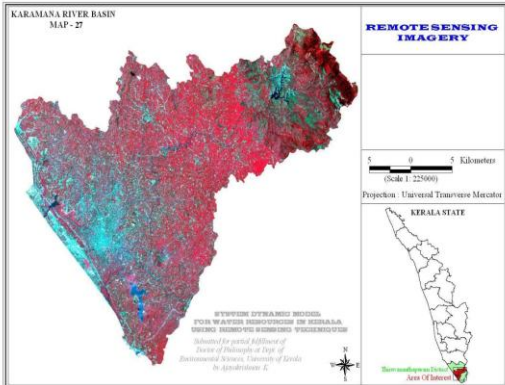 KARAMANA RIVER BASIN
MAP - 27
REMOTE SENSING
IMAGERY
5 0 5 Kilometers
(Scale 1: 225000)
Projection : Universal Transverse Mercator
KERALA STATE
Thiruvananthapuram District
Area Of Interest
SYSTEM DYNAMIC MODEL
FOR WATER RESOURCES IN KERALA
USING REMOTE SENSING TECHNIQUES
Submitted for partial fulfillment of
Doctor of Philosophy at Dept. of
Environmental Sciences, University of Kerala
N
W E
S